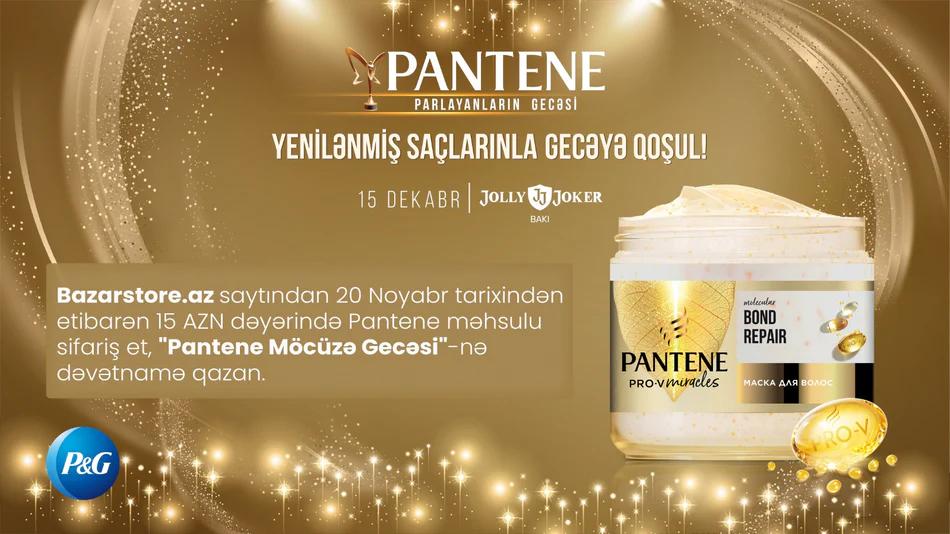 PANTENE
PARLAYANLARIN GECƏSİ
YENİLƏNMİŞ SAÇLARINLA GECƏYƏ QOŞUL!
15 DEKABR
JOLLY JJ JOKER
BAKI
Bazarstore.az saytından 20 Noyabr tarixindən
etibarən 15 AZN dəyərində Pantene məhsulu
sifariş et, "Pantene Möcüzə Gecəsi"-nə
dəvətnamə qazan.
molecular
BOND
REPAIR
PANTENE
PRO-V miracles
МАСКА ДЛЯ ВОЛОС
PRO-V
P&G